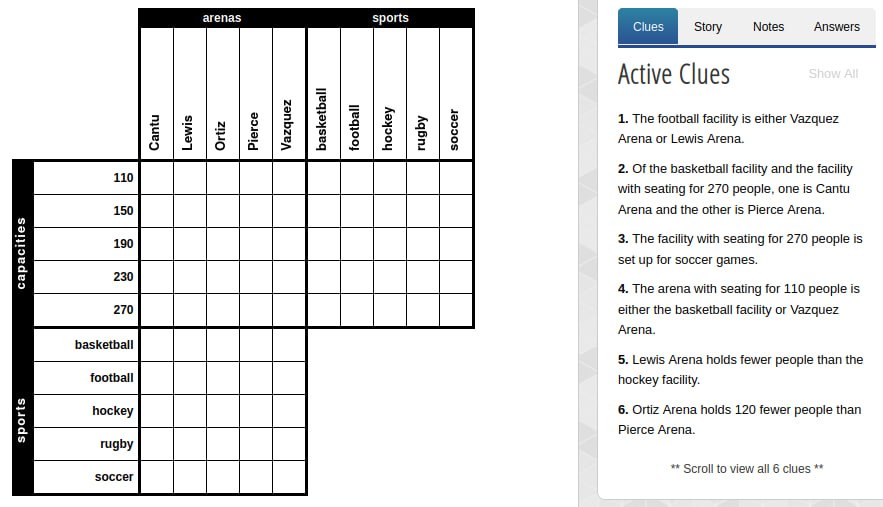 arenas sports
Cantu
Lewis
Ortiz
Pierce
Vazquez
basketball
football
hockey
rugby
soccer
capacities
110
150
190
230
270
sports
basketball
football
hockey
rugby
soccer
Clues Story Notes Answers
Active Clues Show All
1. The football facility is either Vazquez
Arena or Lewis Arena.
2. Of the basketball facility and the facility
with seating for 270 people, one is Cantu
Arena and the other is Pierce Arena.
3. The facility with seating for 270 people is
set up for soccer games.
4. The arena with seating for 110 people is
either the basketball facility or Vazquez
Arena.
5. Lewis Arena holds fewer people than the
hockey facility.
6. Ortiz Arena holds 120 fewer people than
Pierce Arena.
** Scroll to view all 6 clues **